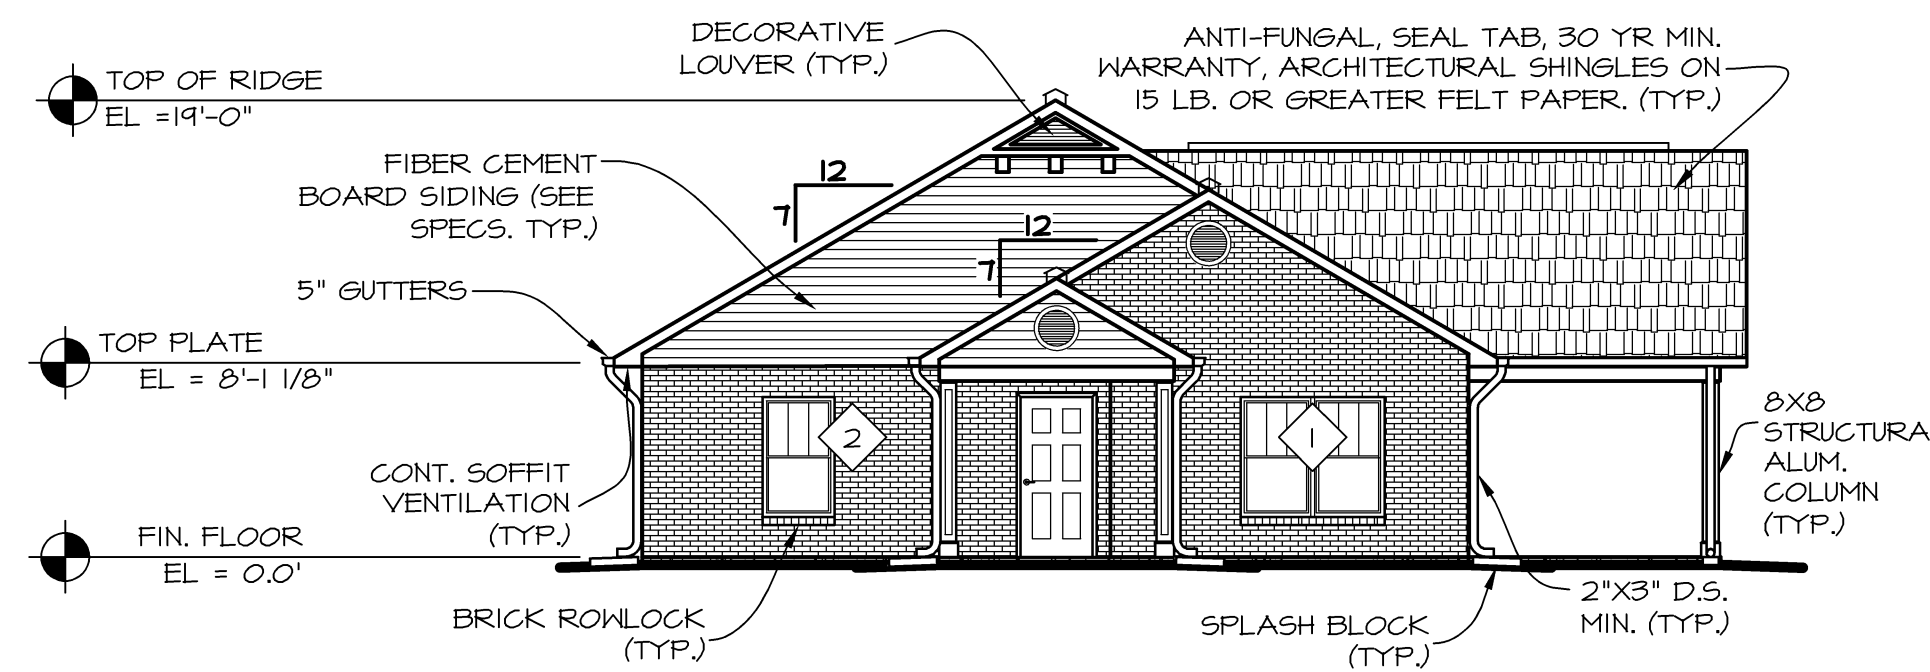 DECORATIVE
LOUVER (TYP.)
ANTI-FUNGAL, SEAL TAB, 30 YR MIN.
WARRANTY, ARCHITECTURAL SHINGLES ON
15 LB. OR GREATER FELT PAPER. (TYP.)
TOP OF RIDGE
EL =19'-0"
FIBER CEMENT
BOARD SIDING (SEE
SPECS. TYP.)
12
7
12
7
5" GUTTERS
TOP PLATE
EL = 8'-1 1/8"
2
1
8X8
STRUCTURA
ALUM.
COLUMN
(TYP.)
CONT. SOFFIT
VENTILATION
(TYP.)
FIN. FLOOR
EL = 0.0'
BRICK ROWLOCK
(TYP.)
SPLASH BLOCK
(TYP.)
2"X3" D.S.
MIN. (TYP.)